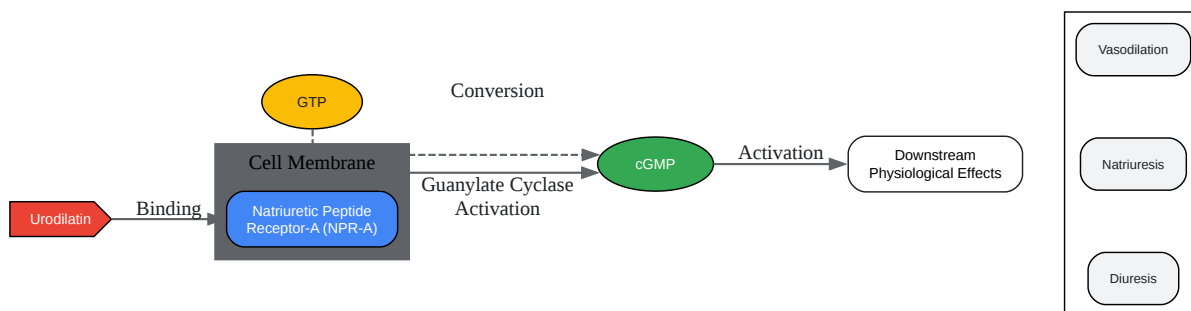 Vasodilation
GTP
Conversion
Cell Membrane
cGMP
Activation
Downstream
Physiological Effects
Natriuresis
Guanylate Cyclase
Activation
Urodilatin
Binding
Natriuretic Peptide
Receptor-A (NPR-A)
Diuresis